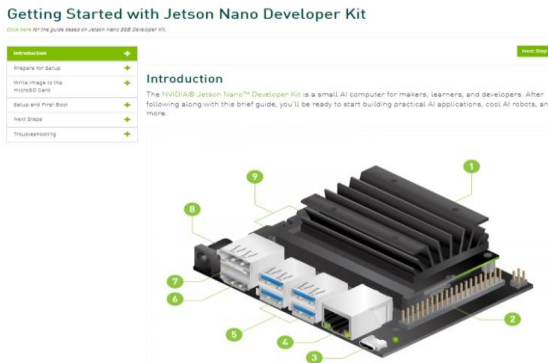 Getting Started with Jetson Nano Developer Kit
Click here for the guide based on Jetson Nano 2GB Developer Kit.
Introduction +
Prepare for Setup +
Write Image to the
microSD Card +
Setup and First Boot +
Next Steps +
Troubleshooting +
Next Step
Introduction
The NVIDIA® Jetson Nano™ Developer Kit is a small AI computer for makers, learners, and developers. After
following along with this brief guide, you'll be ready to start building practical AI applications, cool AI robots, an
more.
1
9
8
7
6
5
4
3
2